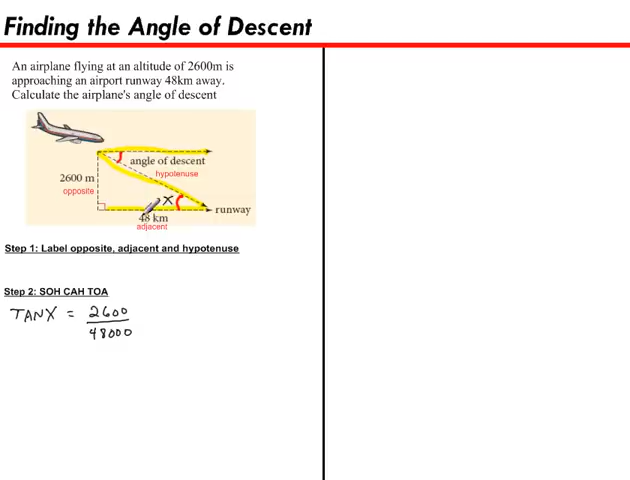 Finding the Angle of Descent
An airplane flying at an altitude of 2600m is
approaching an airport runway 48km away.
Calculate the airplane's angle of descent
angle of descent
hypotenuse
2600 m
opposite
X
runway
48 km
adjacent
Step 1: Label opposite, adjacent and hypotenuse
Step 2: SOH CAH TOA
TANX = 2600
48000